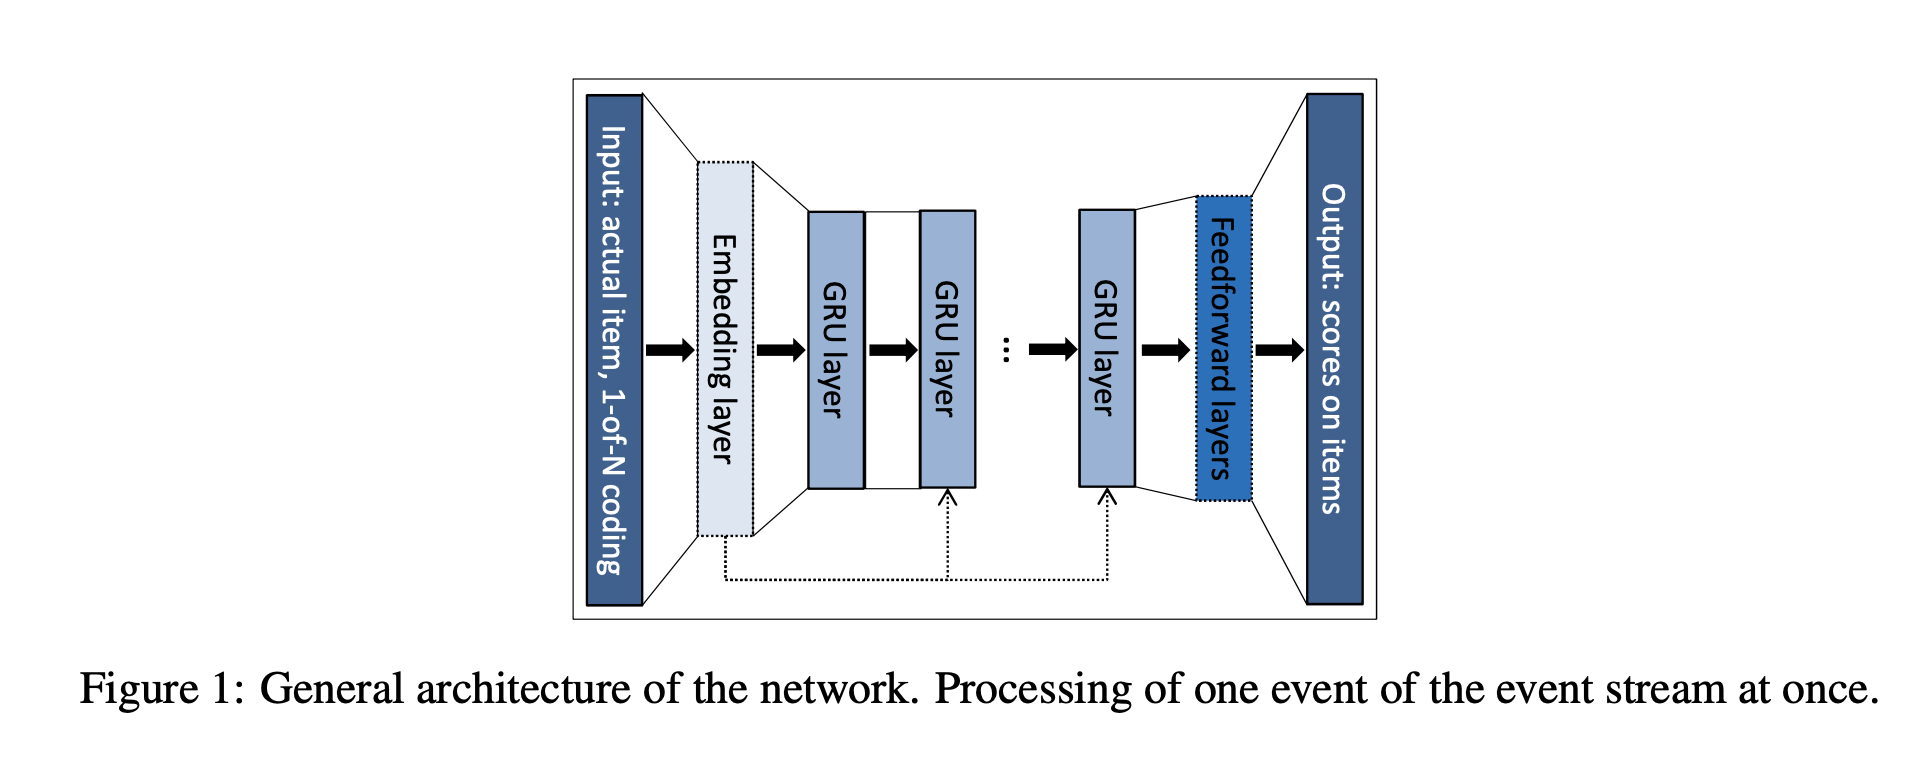 Input: actual item, 1-of-N coding
Embedding layer
GRU layer
GRU layer
...
GRU layer
Feedforward layers
Output: scores on items
Figure 1: General architecture of the network. Processing of one event of the event stream at once.